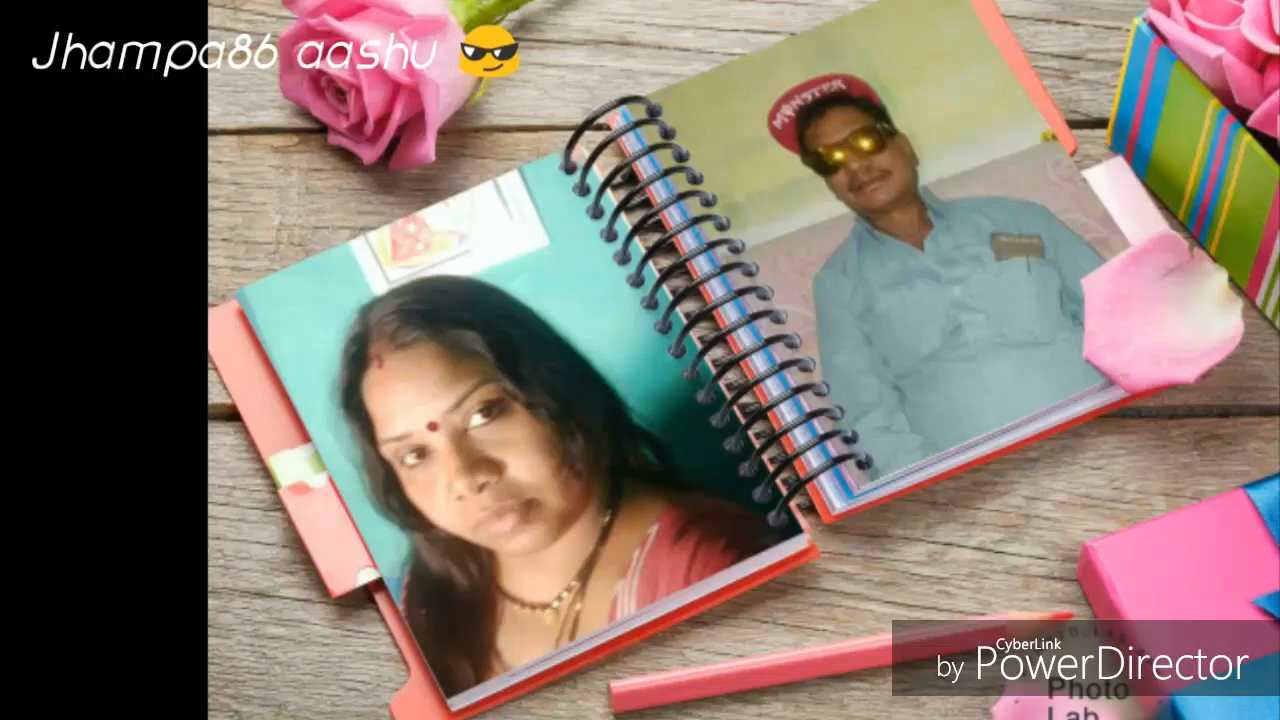 Jhampa86 aashu 😎
MONSTER
CyberLink
by PowerDirector
Photo
Lab